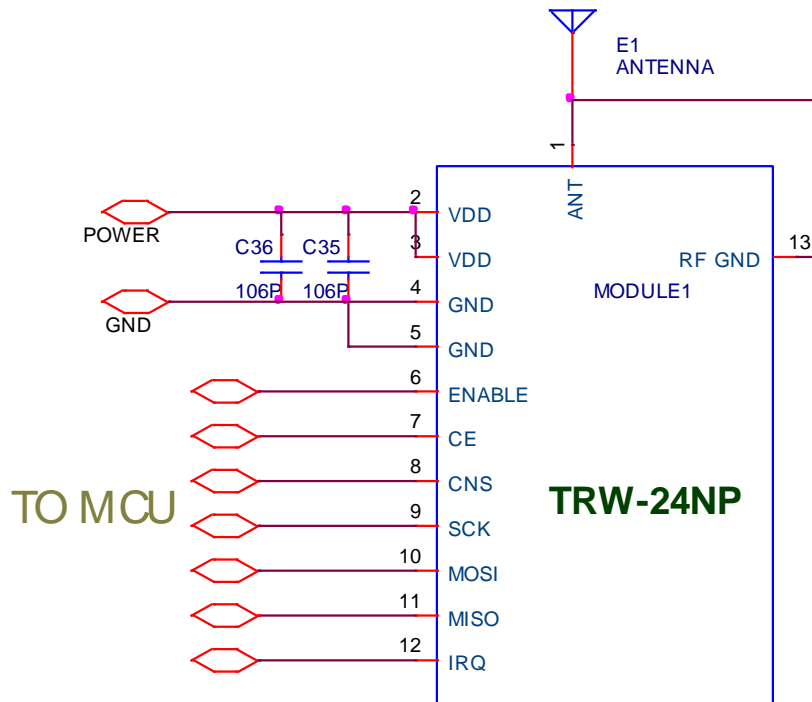 E1
ANTENNA
1
ANT
2
VDD
POWER
3
VDD
C36
C35
106P
106P
RF GND
13
MODULE1
4
GND
GND
5
GND
6
ENABLE
7
CE
8
CNS
TO MCU
TRW-24NP
9
SCK
10
MOSI
11
MISO
12
IRQ